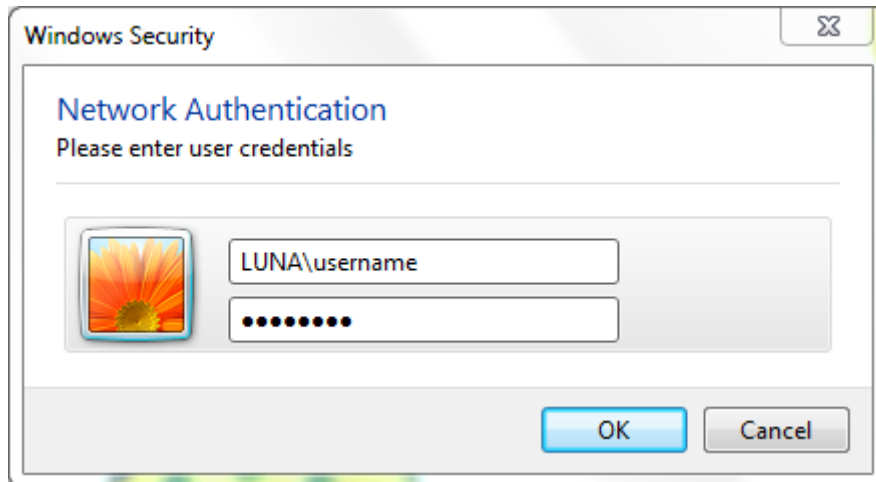 Windows Security
Network Authentication
Please enter user credentials
LUNA\username
●●●●●●●●
OK
Cancel